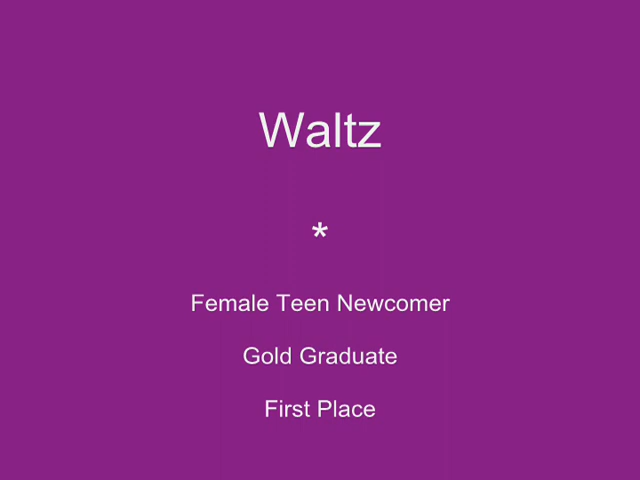 Waltz
*
Female Teen Newcomer
Gold Graduate
First Place